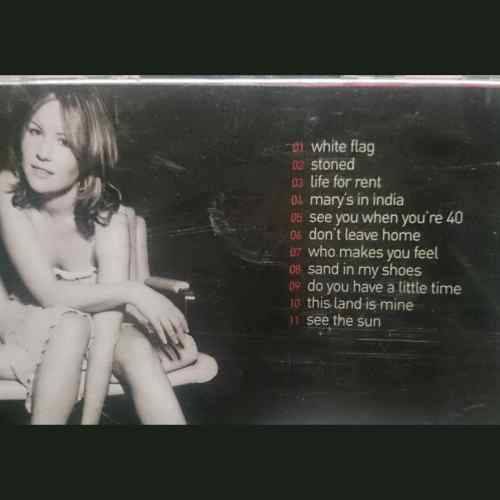 01 white flag
02 stoned
03 life for rent
04 mary's in india
05 see you when you're 40
06 don't leave home
07 who makes you feel
08 sand in my shoes
09 do you have a little time
10 this land is mine
11 see the sun